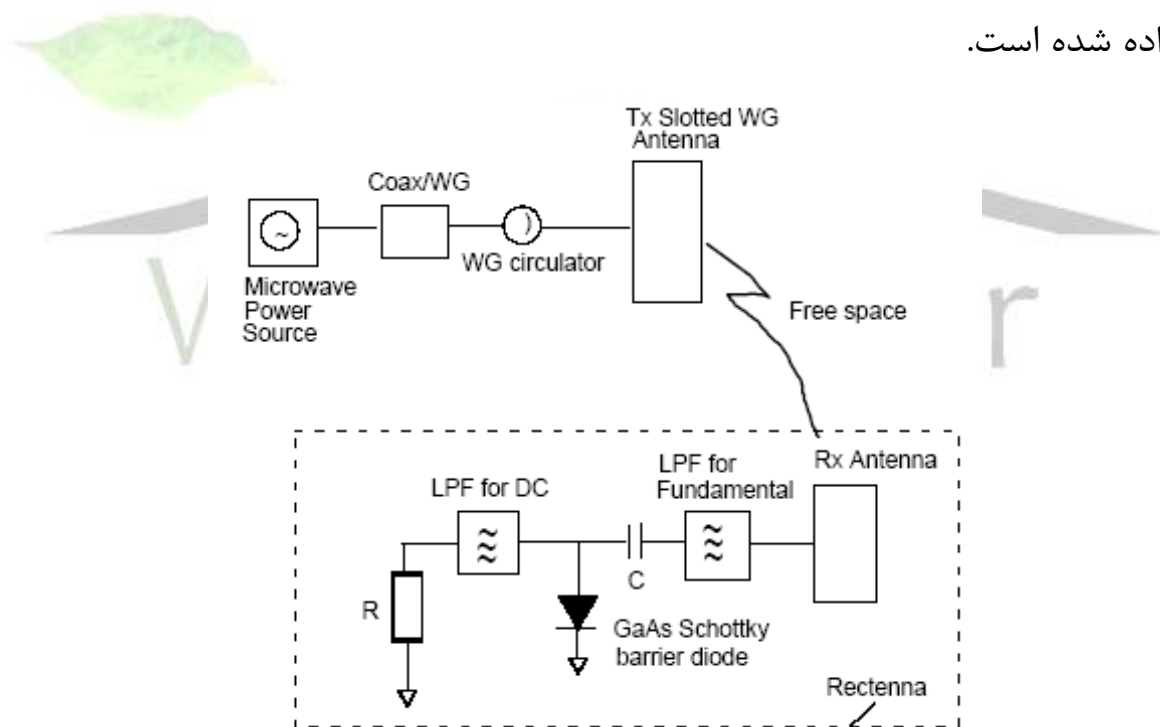 اده شده است.
Tx Slotted WG
Antenna
Coax/WG
WG circulator
Microwave
Power
Source
Free space
Rx Antenna
LPF for
Fundamental
LPF for DC
C
R
GaAs Schottky
barrier diode
Rectenna